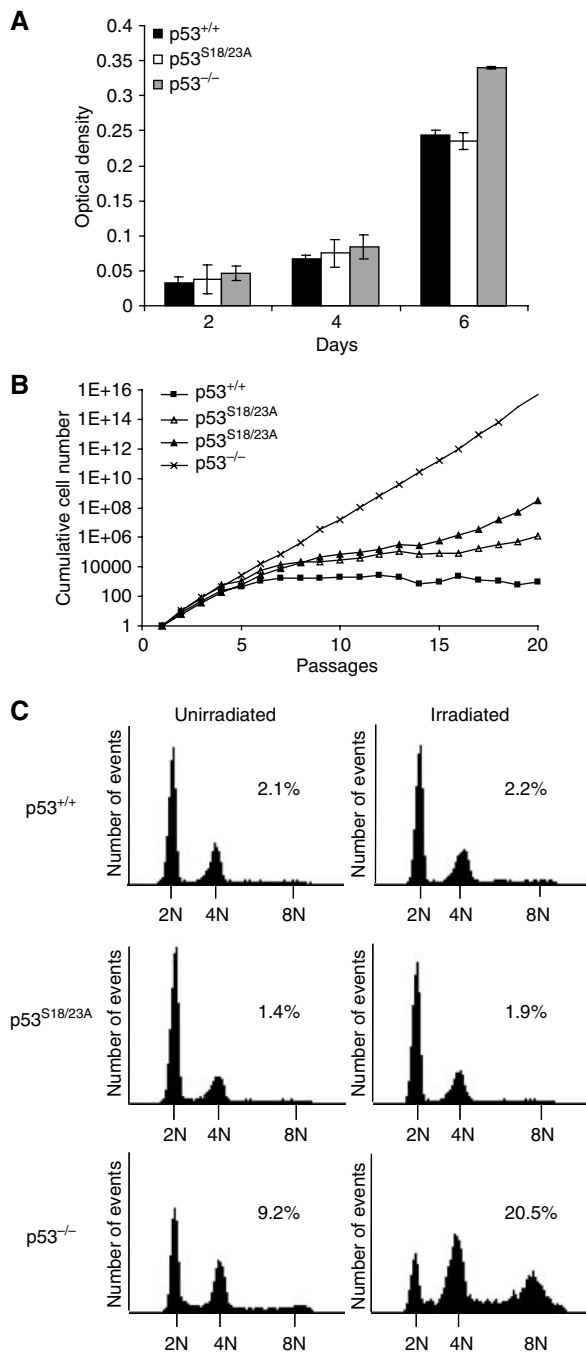 A
0.4
0.35
0.3
0.25
0.2
0.15
0.1
0.05
0
Optical density
p53+/+
p53S18/23A
p53–/–
2
4
6
Days
B
1E+16
1E+14
1E+12
1E+10
1E+08
1E+06
10000
100
1
Cumulative cell number
p53+/+
p53S18/23A
p53S18/23A
p53–/–
0
5
10
15
20
Passages
C
Unirradiated
Irradiated
p53+/+
Number of events
2.1%
2N 4N 8N
Number of events
2.2%
2N 4N 8N
p53S18/23A
Number of events
1.4%
2N 4N 8N
Number of events
1.9%
2N 4N 8N
p53–/–
Number of events
9.2%
2N 4N 8N
Number of events
20.5%
2N 4N 8N